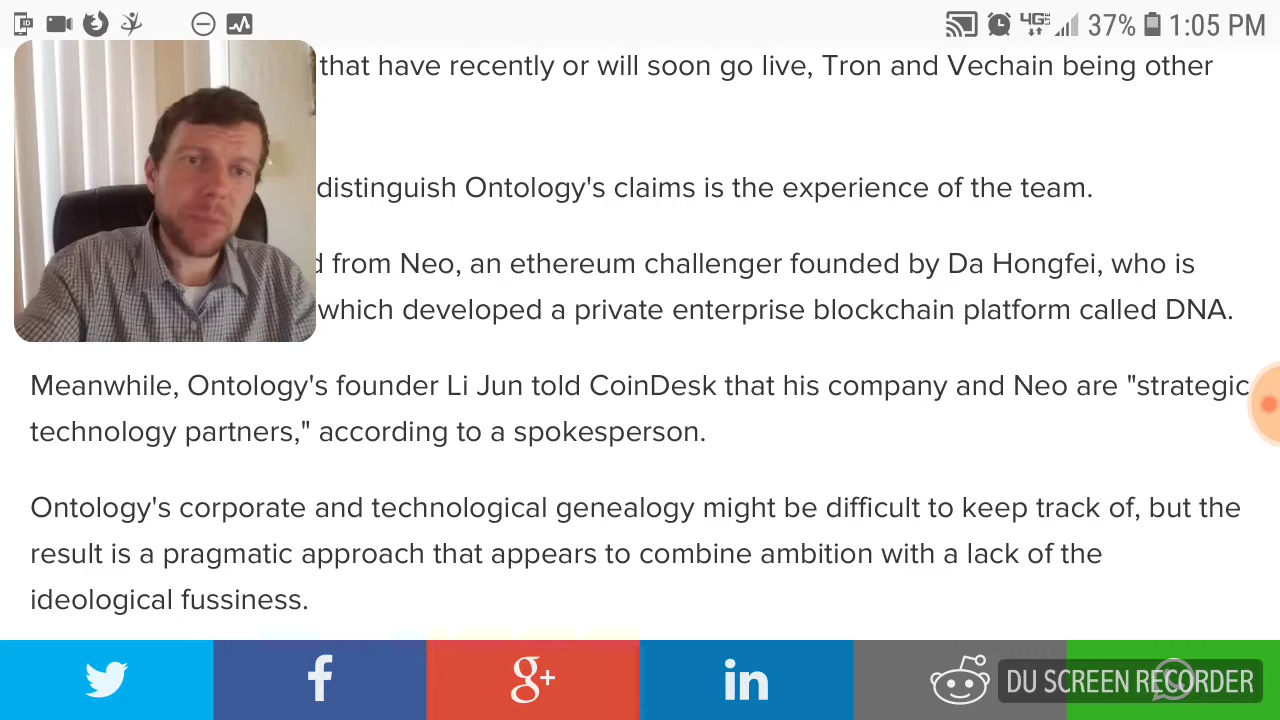 4G LTE 37% 1:05 PM
that have recently or will soon go live, Tron and Vechain being other
distinguish Ontology's claims is the experience of the team.
from Neo, an ethereum challenger founded by Da Hongfei, who is
which developed a private enterprise blockchain platform called DNA.
Meanwhile, Ontology's founder Li Jun told CoinDesk that his company and Neo are "strategic
technology partners," according to a spokesperson.
Ontology's corporate and technological genealogy might be difficult to keep track of, but the
result is a pragmatic approach that appears to combine ambition with a lack of the
ideological fussiness.
f g+ in DU SCREEN RECORDER